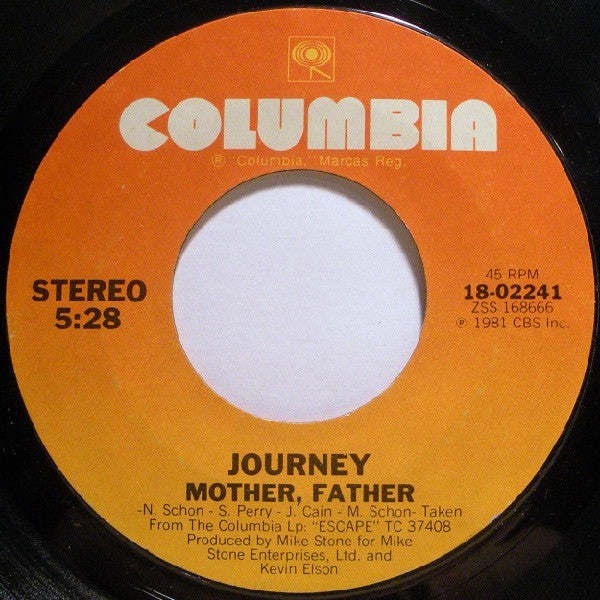 COLUMBIA
® "Columbia," Marcas Reg.
STEREO
5:28
45 RPM
18-02241
ZSS 168666
℗ 1981 CBS Inc.
JOURNEY
MOTHER, FATHER
-N. Schon - S. Perry - J. Cain - M. Schon- Taken
From The Columbia Lp: "ESCAPE" TC 37408
Produced by Mike Stone for Mike
Stone Enterprises, Ltd. and
Kevin Elson